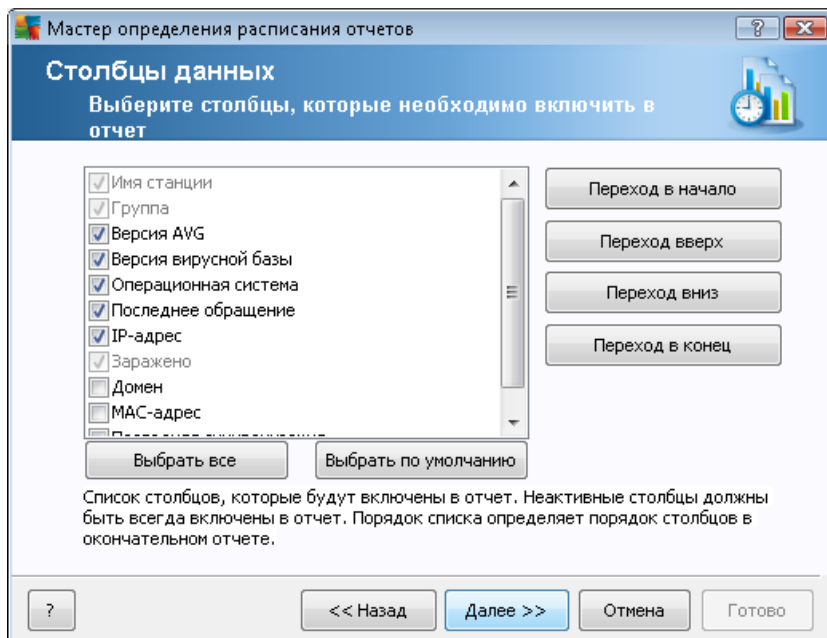 Мастер определения расписания отчетов
?
Столбцы данных
Выберите столбцы, которые необходимо включить в
отчет
Имя станции
Группа
Версия AVG
Версия вирусной базы
Операционная система
Последнее обращение
IP-адрес
Заражено
Домен
MAC-адрес
Переход в начало
Переход вверх
Переход вниз
Переход в конец
Выбрать все
Выбрать по умолчанию
Список столбцов, которые будут включены в отчет. Неактивные столбцы должны
быть всегда включены в отчет. Порядок списка определяет порядок столбцов в
окончательном отчете.
?
<< Назад
Далее >>
Отмена
Готово